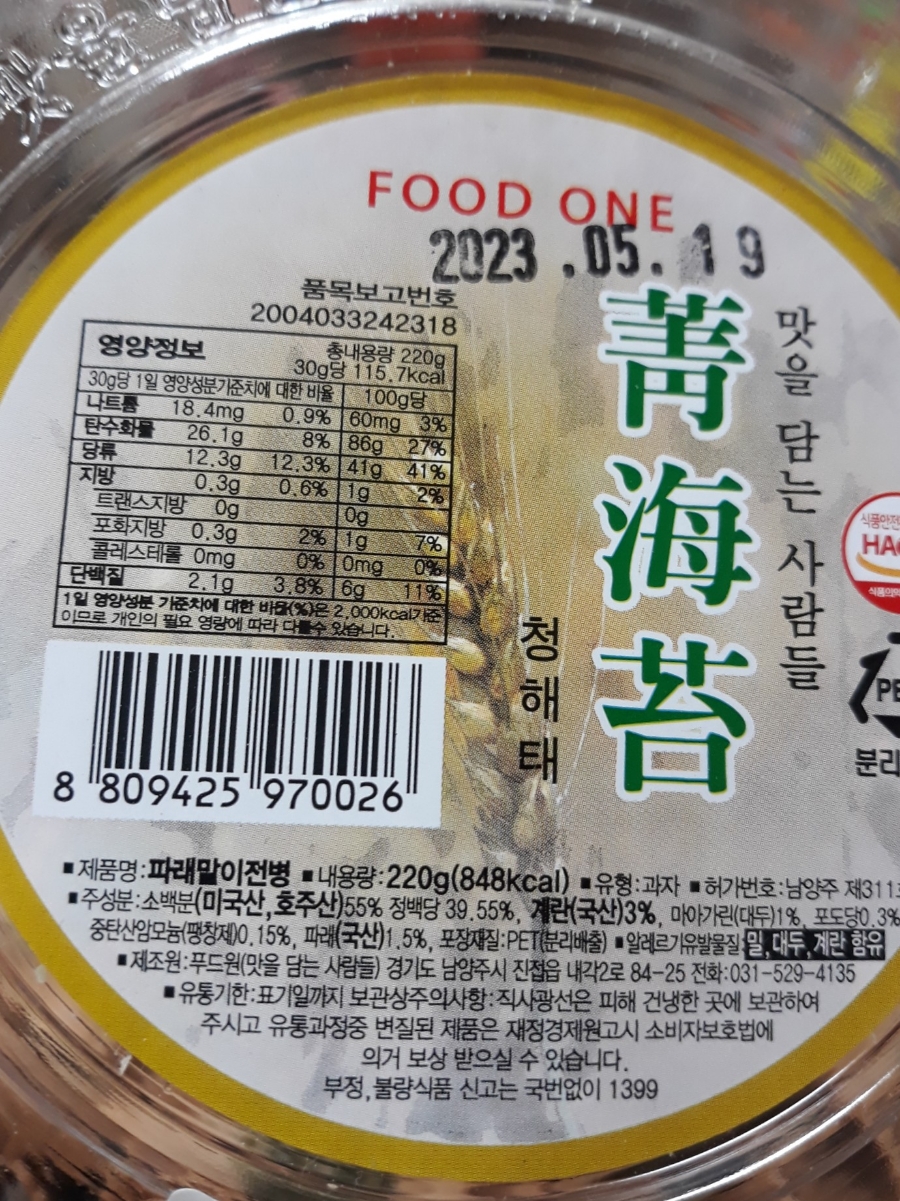 FOOD ONE
2023.05.19
품목보고번호
2004033242318
영양정보 총내용량 220g
30g당 115.7kcal
30g당 1일 영양성분기준치에 대한 비율 100g당
나트륨 18.4mg 0.9% 60mg 3%
탄수화물 26.1g 8% 86g 27%
당류 12.3g 12.3% 41g 41%
지방 0.3g 0.6% 1g 2%
트랜스지방 0g 0g
포화지방 0.3g 2% 1g 7%
콜레스테롤 0mg 0% 0mg 0%
단백질 2.1g 3.8% 6g 11%
1일 영양성분 기준치에 대한 비율(%)은 2,000kcal기준
이므로 개인의 필요 영량에 따라 다를수 있습니다.
8 809425 970026
菁海苔
청해태
맛을 담는 사람들
식품안전
HAC
PE
분리
▪제품명:파래말이전병 ▪내용량:220g(848kcal) ▪유형:과자 ▪허가번호:남양주 제311
▪주성분:소백분(미국산,호주산)55% 정백당 39.55%, 계란(국산)3%, 마아가린(대두)1%, 포도당0.3%
중탄산암모늄(팽창제)0.15%, 파래(국산)1.5%, 포장재질:PET(분리배출) ▪알레르기유발물질:밀,대두,계란 함유
▪제조원:푸드원(맛을 담는 사람들) 경기도 남양주시 진접읍 내각2로 84-25 전화:031-529-4135
▪유통기한:표기일까지 보관상주의사항:직사광선은 피해 건냉한 곳에 보관하여
주시고 유통과정중 변질된 제품은 재정경제원고시 소비자보호법에
의거 보상 받으실 수 있습니다.
부정,불량식품 신고는 국번없이 1399